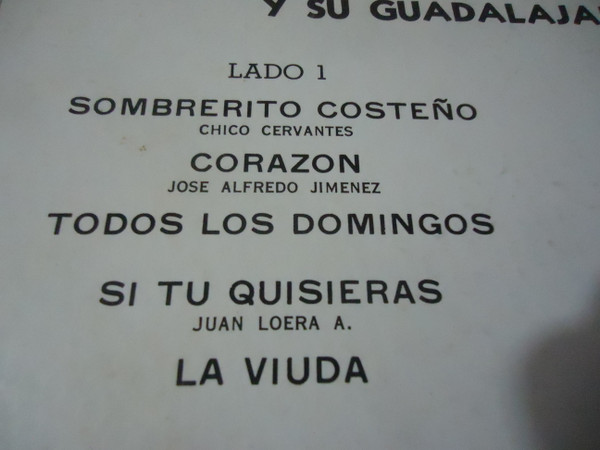 Y SU GUADALAJA
LADO 1
SOMBRERITO COSTEÑO
CHICO CERVANTES
CORAZON
JOSE ALFREDO JIMENEZ
TODOS LOS DOMINGOS
SI TU QUISIERAS
JUAN LOERA A.
LA VIUDA